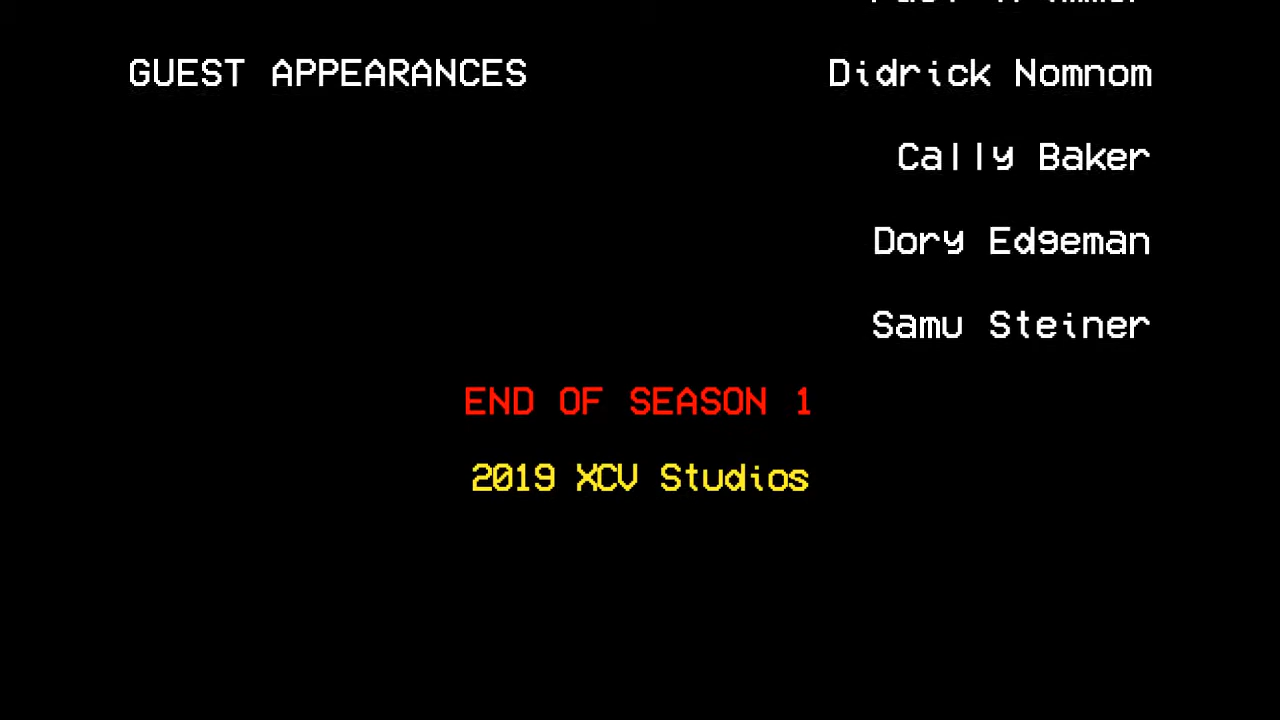 GUEST APPEARANCES Didrick Nomnom
Cally Baker
Dory Edgeman
Samu Steiner
END OF SEASON 1
2019 XCV Studios